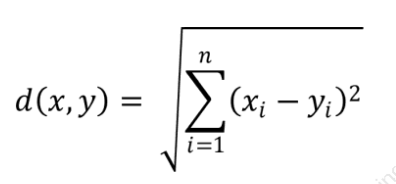 d(x, y) = √(∑_{i=1}^{n} (x_i − y_i)^2)